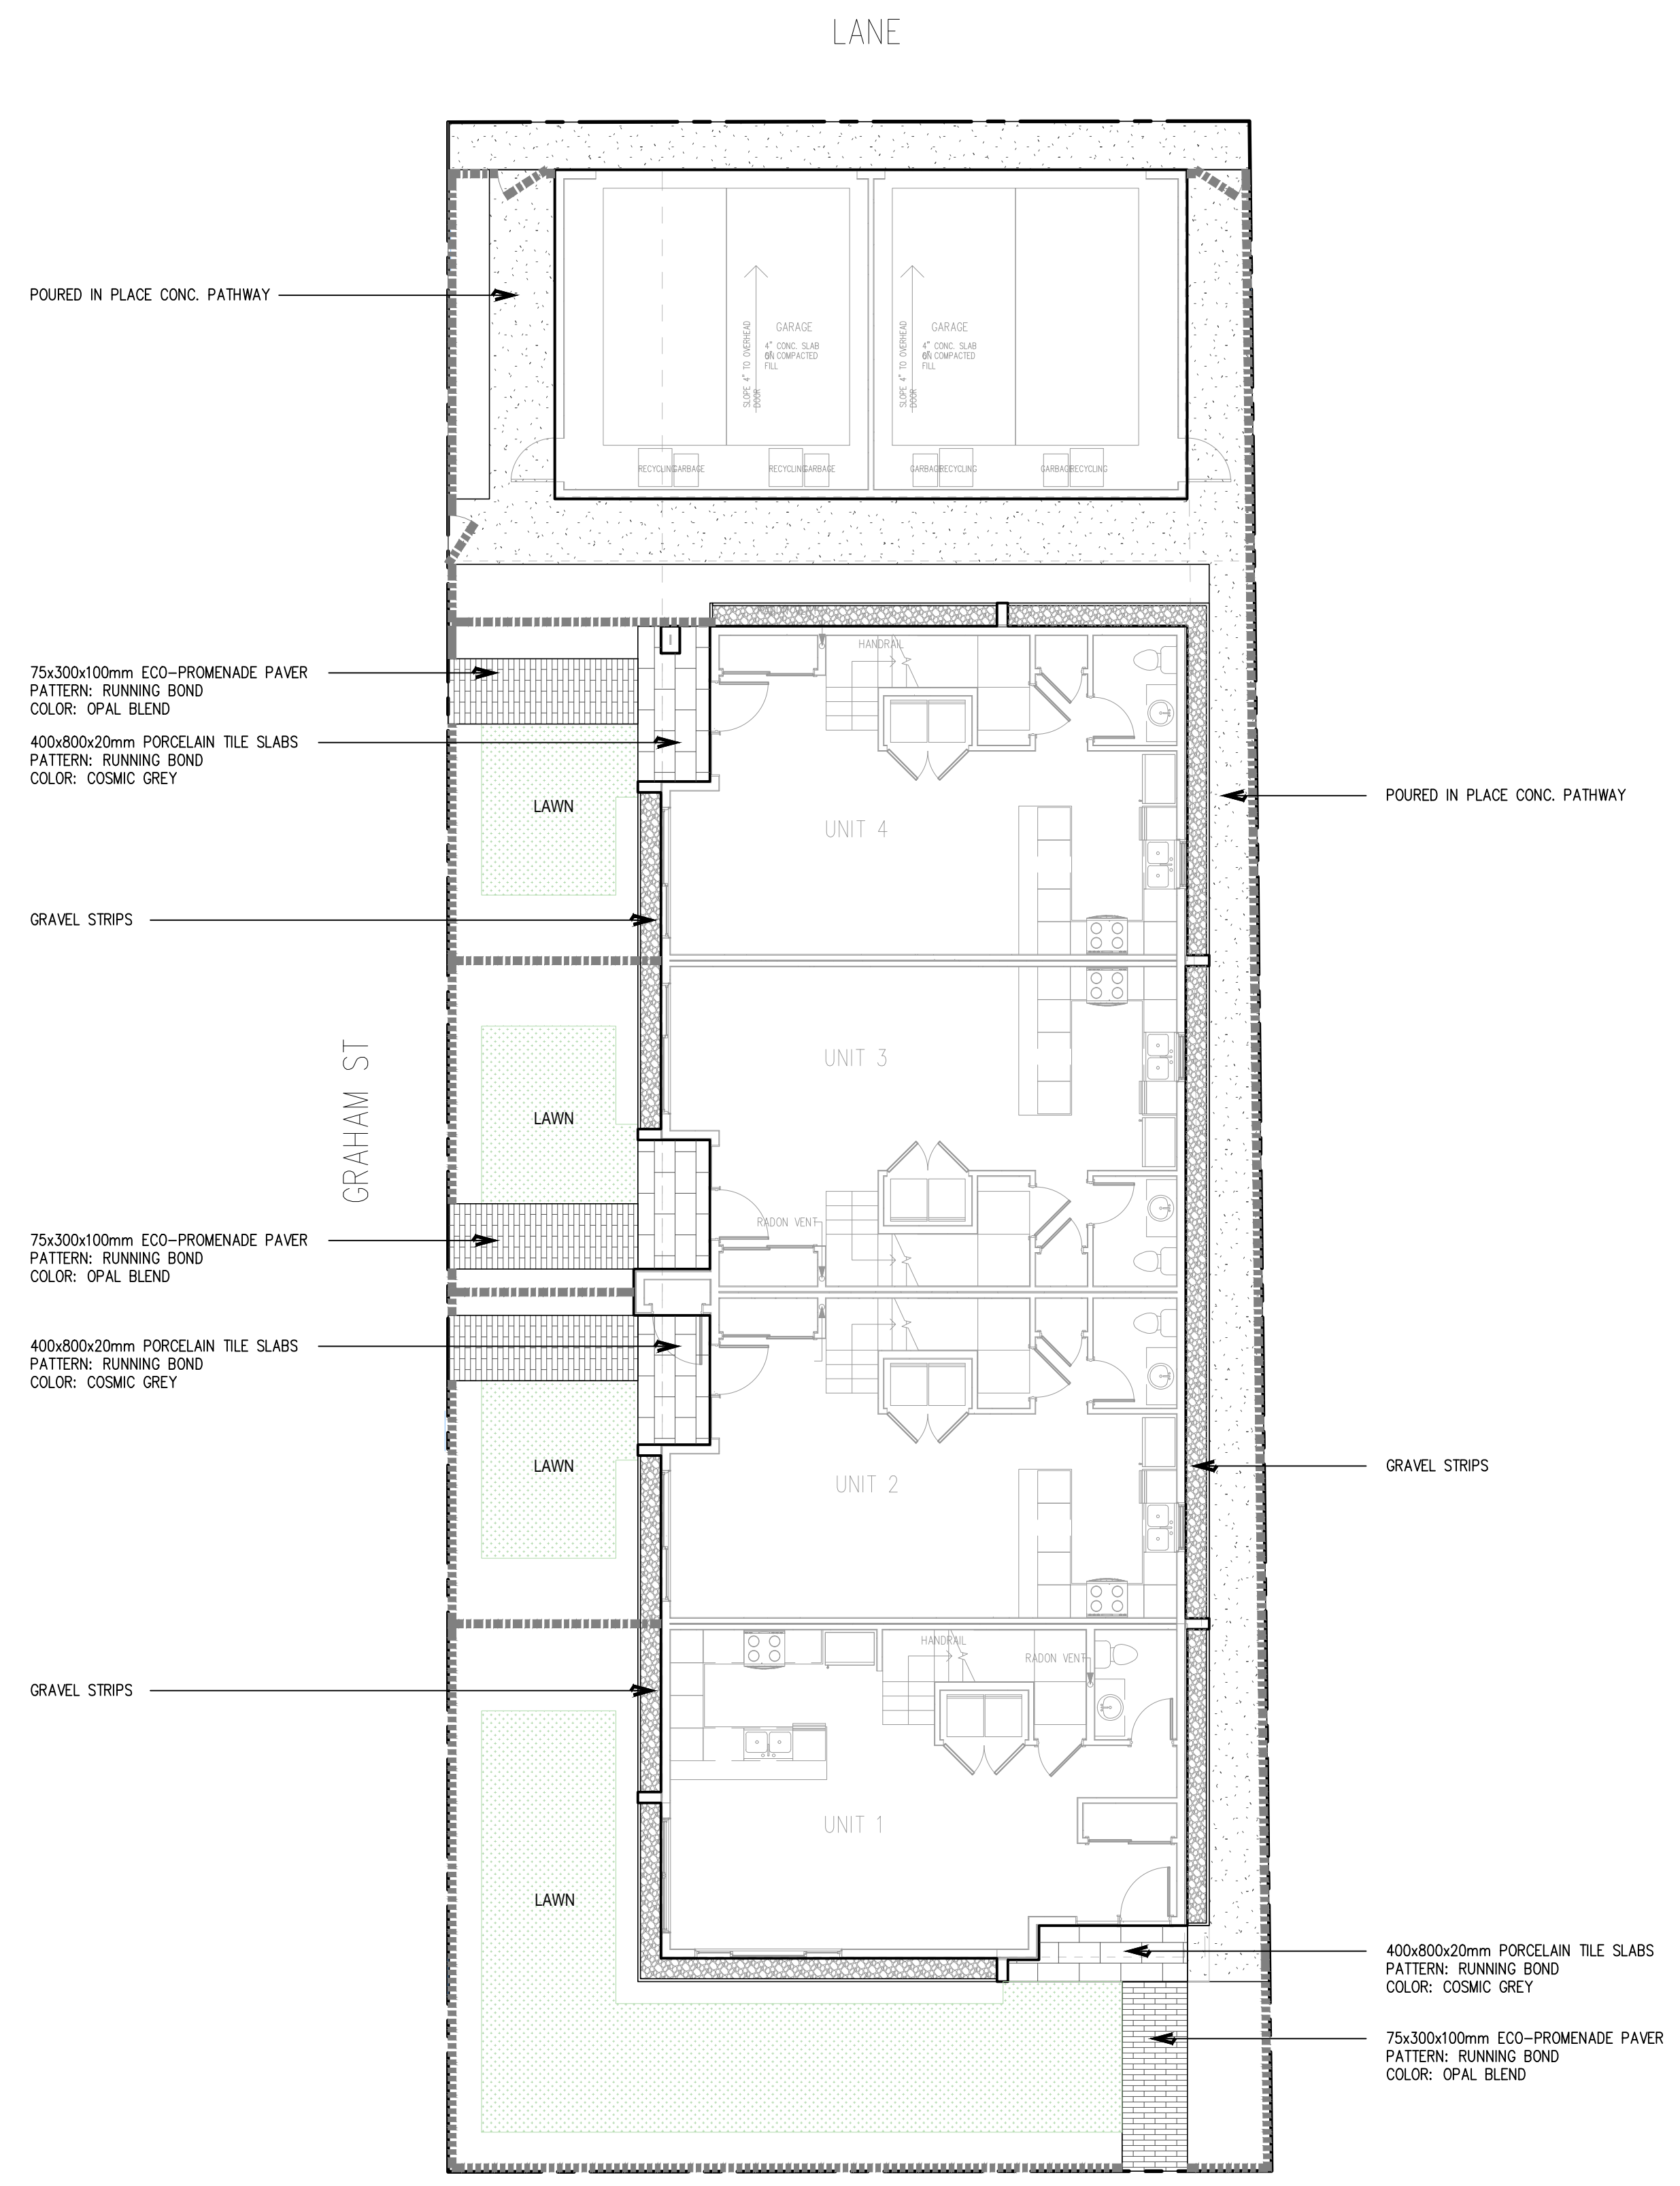 LANE
POURED IN PLACE CONC. PATHWAY
SLOPE 4" TO OVERHEAD
DOOR
GARAGE
4" CONC. SLAB
ON COMPACTED
FILL
SLOPE 4" TO OVERHEAD
DOOR
GARAGE
4" CONC. SLAB
ON COMPACTED
FILL
RECYCLING
GARBAGE
RECYCLING
GARBAGE
GARBAGE
RECYCLING
GARBAGE
RECYCLING
HANDRAIL
75x300x100mm ECO-PROMENADE PAVER
PATTERN: RUNNING BOND
COLOR: OPAL BLEND
400x800x20mm PORCELAIN TILE SLABS
PATTERN: RUNNING BOND
COLOR: COSMIC GREY
LAWN
UNIT 4
POURED IN PLACE CONC. PATHWAY
GRAVEL STRIPS
GRAHAM ST
UNIT 3
LAWN
RADON VENT
75x300x100mm ECO-PROMENADE PAVER
PATTERN: RUNNING BOND
COLOR: OPAL BLEND
400x800x20mm PORCELAIN TILE SLABS
PATTERN: RUNNING BOND
COLOR: COSMIC GREY
LAWN
UNIT 2
GRAVEL STRIPS
HANDRAIL
RADON VENT
GRAVEL STRIPS
UNIT 1
LAWN
400x800x20mm PORCELAIN TILE SLABS
PATTERN: RUNNING BOND
COLOR: COSMIC GREY
75x300x100mm ECO-PROMENADE PAVER
PATTERN: RUNNING BOND
COLOR: OPAL BLEND